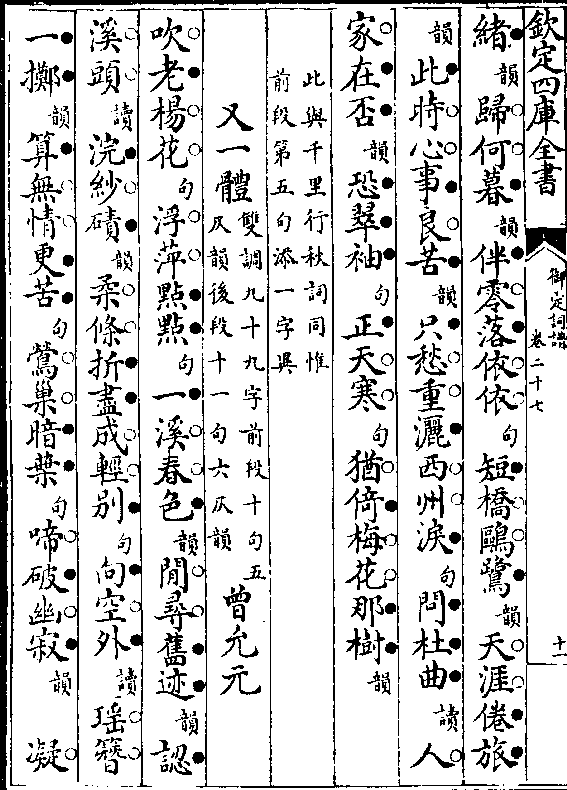 欽定四庫全書
御定詞譜
卷二十七
十一
緒韻歸何暮韻伴零落依依句短橋鷗鷺韻天涯倦旅
韻此時心事良苦韻只愁重灑西州淚句問杜曲讀人
家在否韻恐翠袖句正天寒句猶倚梅花那樹韻
此與千里行秋詞同惟
前段第五句添一字異
又一體雙調九十九字前段十句五
仄韻後段十一句六仄韻曾允元
吹老楊花句浮萍點點句一溪春色韻閒尋舊迹韻認
溪頭讀浣紗磧韻柔條折盡成輕别句向空外讀瑤簪
一擲韻算無情更苦句鶯巢暗葉句啼破幽寂韻凝